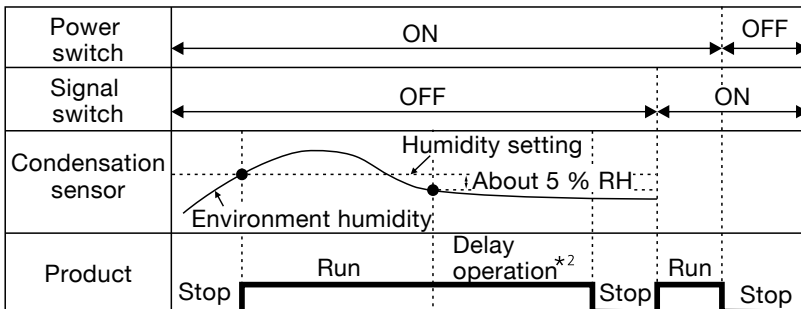 Power
switch
ON
OFF
Signal
switch
OFF
ON
Condensation
sensor
Humidity setting
About 5 % RH
Environment humidity
Product
Stop
Run
Delay
operation*2
Stop
Run
Stop